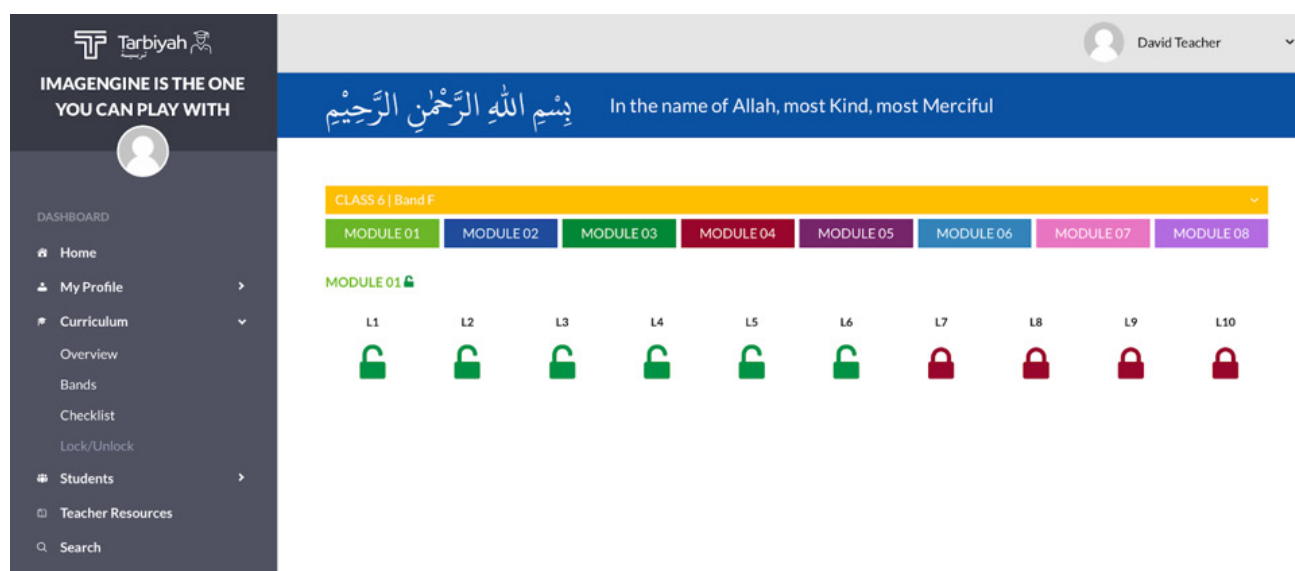 Tarbiyah
IMAGENGINE IS THE ONE
YOU CAN PLAY WITH
DASHBOARD
Home
My Profile
Curriculum
Overview
Bands
Checklist
Lock/Unlock
Students
Teacher Resources
Search
David Teacher
بِسْمِ اللّٰهِ الرَّحْمٰنِ الرَّحِيْمِ In the name of Allah, most Kind, most Merciful
CLASS 6 | Band F
MODULE 01 MODULE 02 MODULE 03 MODULE 04 MODULE 05 MODULE 06 MODULE 07 MODULE 08
MODULE 01
L1 L2 L3 L4 L5 L6 L7 L8 L9 L10